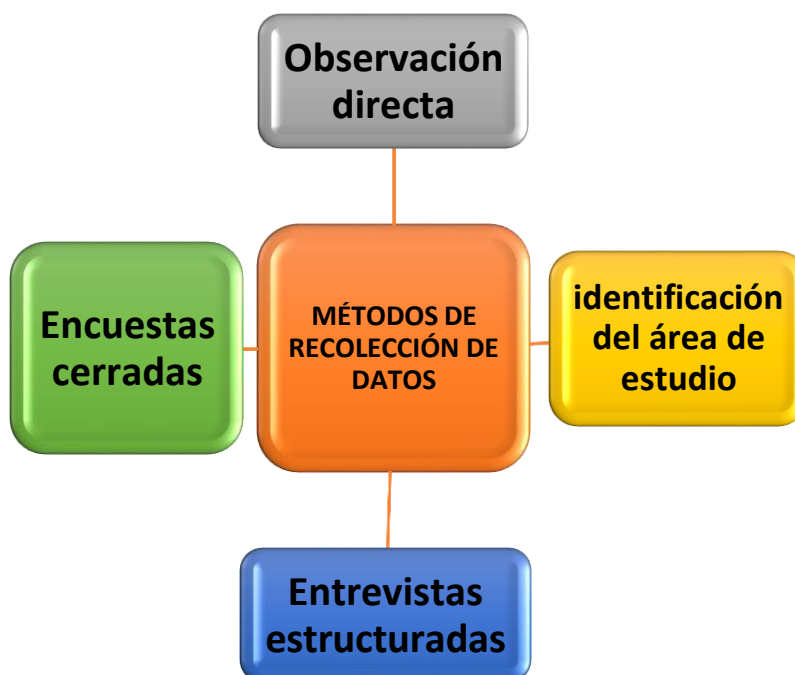 Observación
directa
Encuestas
cerradas
MÉTODOS DE
RECOLECCIÓN DE
DATOS
identificación
del área de
estudio
Entrevistas
estructuradas